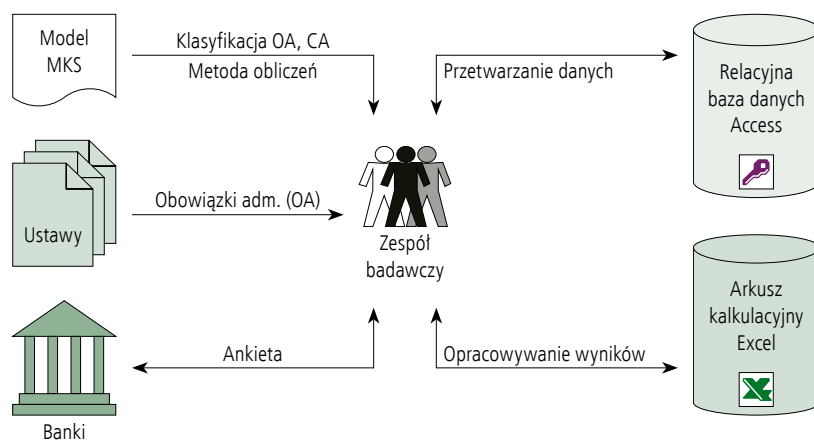 Model
MKS
Klasyfikacja OA, CA
Metoda obliczeń
Przetwarzanie danych
Relacyjna
baza danych
Access
Ustawy
Obowiązki adm. (OA)
Zespół
badawczy
Arkusz
kalkulacyjny
Excel
Ankieta
Opracowywanie wyników
Banki